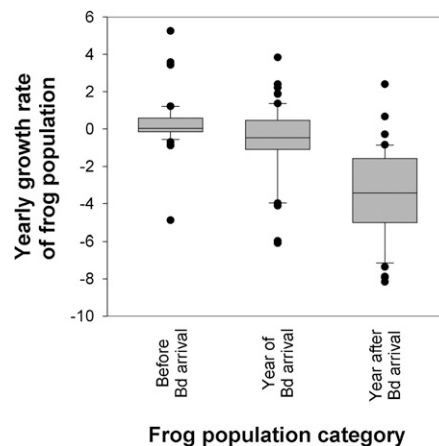 Yearly growth rate
of frog population
6
4
2
0
-2
-4
-6
-8
-10
Before
Bd arrival
Year of
Bd arrival
Year after
Bd arrival
Frog population category